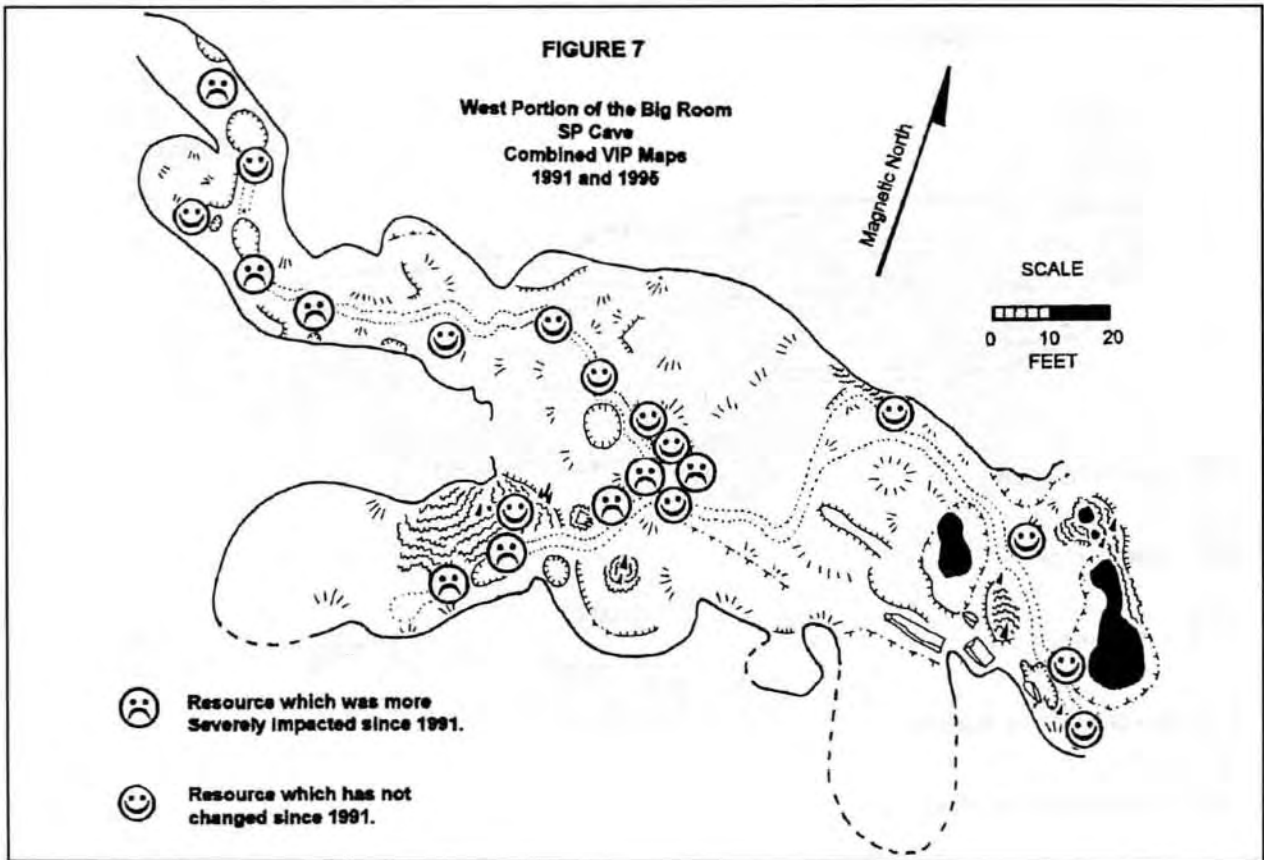 FIGURE 7
West Portion of the Big Room
SP Cave
Combined VIP Maps
1991 and 1995
Magnetic North
SCALE
0 10 20
FEET
Resource which was more
Severely impacted since 1991.
Resource which has not
changed since 1991.